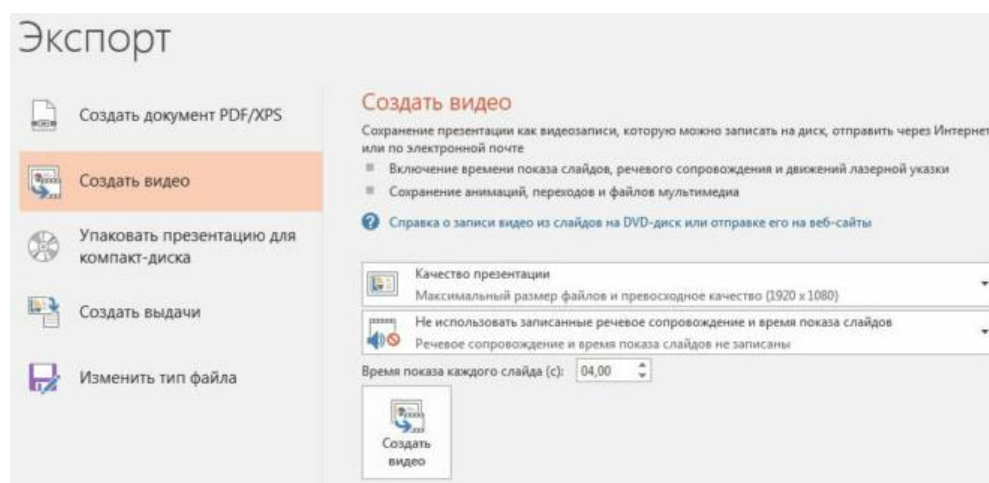 Экспорт
Создать документ PDF/XPS
Создать видео
Упаковать презентацию для
компакт-диска
Создать выдачи
Изменить тип файла
Создать видео
Сохранение презентации как видеозаписи, которую можно записать на диск, отправить через Интернет
или по электронной почте
Включение времени показа слайдов, речевого сопровождения и движений лазерной указки
Сохранение анимаций, переходов и файлов мультимедиа
Справка о записи видео из слайдов на DVD-диск или отправке его на веб-сайты
Качество презентации
Максимальный размер файлов и превосходное качество (1920 x 1080)
Не использовать записанные речевое сопровождение и время показа слайдов
Речевое сопровождение и время показа слайдов не записаны
Время показа каждого слайда (с): 04,00
Создать
видео